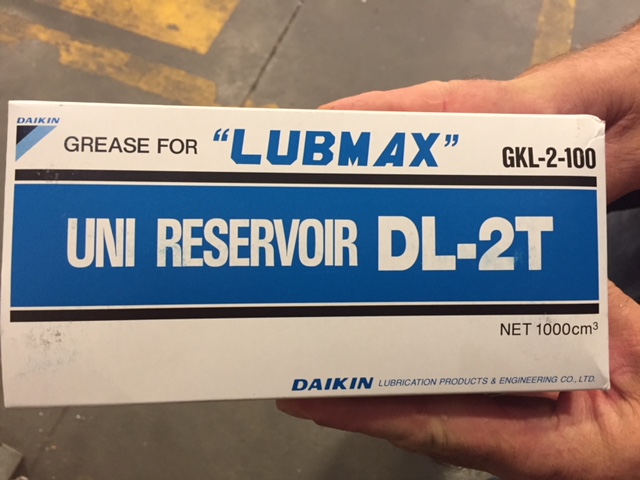 DAIKIN
GREASE FOR "LUBMAX" GKL-2-100
UNI RESERVOIR DL-2T
NET 1000cm³
DAIKIN LUBRICATION PRODUCTS & ENGINEERING CO., LTD.